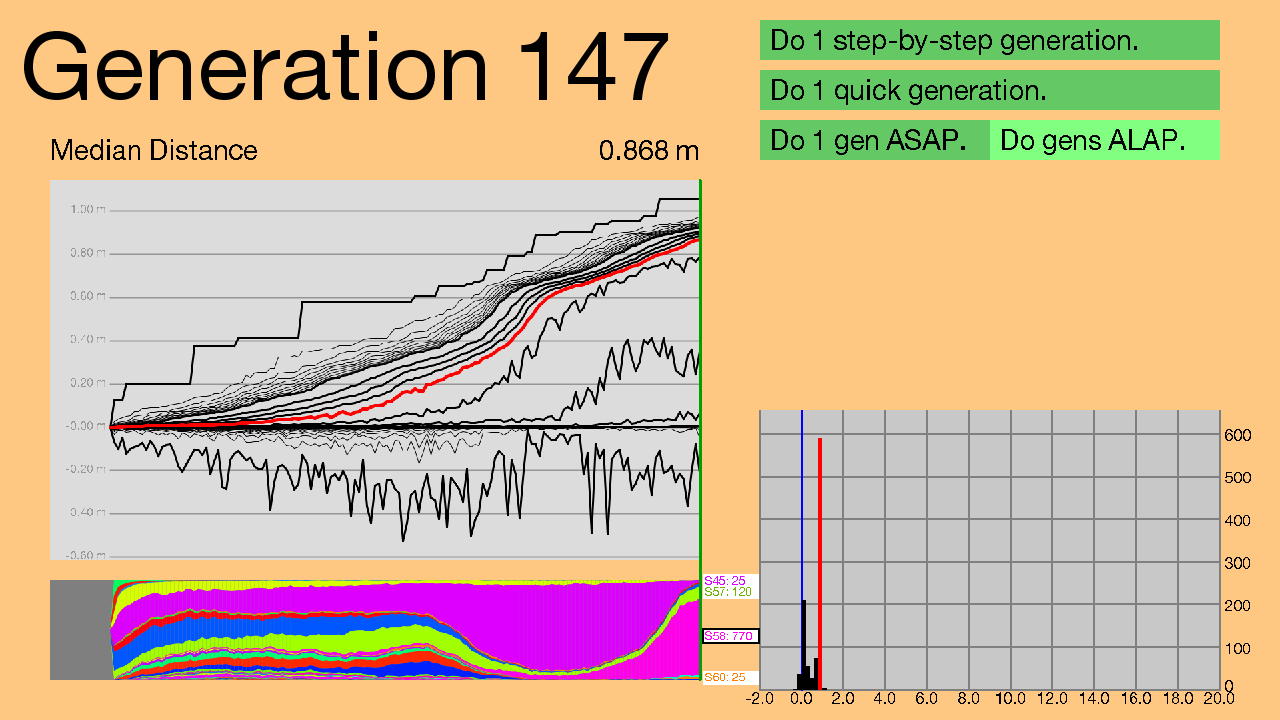 Generation 147
Do 1 step-by-step generation.
Do 1 quick generation.
Do 1 gen ASAP.
Do gens ALAP.
Median Distance
0.868 m
1.00 m
0.80 m
0.60 m
0.40 m
0.20 m
-0.00 m
-0.20 m
-0.40 m
-0.60 m
S45: 25
S57: 120
S58: 770
S60: 25
600
500
400
300
200
100
0
-2.0 0.0 2.0 4.0 6.0 8.0 10.0 12.0 14.0 16.0 18.0 20.0